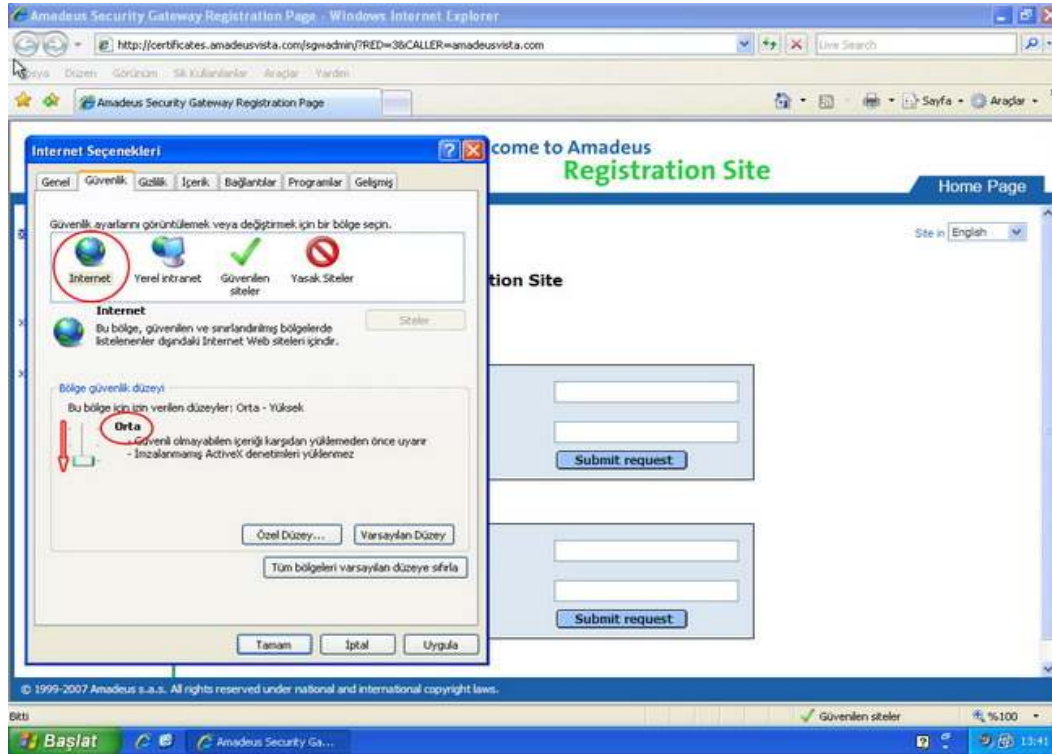 Amadeus Security Gateway Registration Page - Windows Internet Explorer
http://certificates.amadeusvista.com/sgwadmin/?RED=3&CALLER=amadeusvista.com
Live Search
Dosya Düzen Görünüm Sık Kullanılanlar Araçlar Yardım
Amadeus Security Gateway Registration Page
Sayfa
Araçlar
come to Amadeus
Registration Site
Home Page
Site in English
tion Site
Internet Seçenekleri
Genel Güvenlik Gizlilik İçerik Bağlantılar Programlar Gelişmiş
Güvenlik ayarlarını görüntülemek veya değiştirmek için bir bölge seçin.
Internet Yerel intranet Güvenilen siteler Yasak Siteler
Internet
Siteler
Bu bölge, güvenilen ve sınırlandırılmış bölgelerde
listelenenler dışındaki Internet Web siteleri içindir.
Bölge güvenlik düzeyi
Bu bölge için izin verilen düzeyler: Orta - Yüksek
Orta
- Güvenli olmayabilen içeriği karşıdan yüklemeden önce uyarır
- İmzalanmamış ActiveX denetimleri yüklenmez
Özel Düzey... Varsayılan Düzey
Tüm bölgeleri varsayılan düzeye sıfırla
Tamam İptal Uygula
Submit request
Submit request
© 1999-2007 Amadeus s.a.s. All rights reserved under national and international copyright laws.
Bitti
Güvenilen siteler
%100
Başlat
Amadeus Security Ga...
13:41